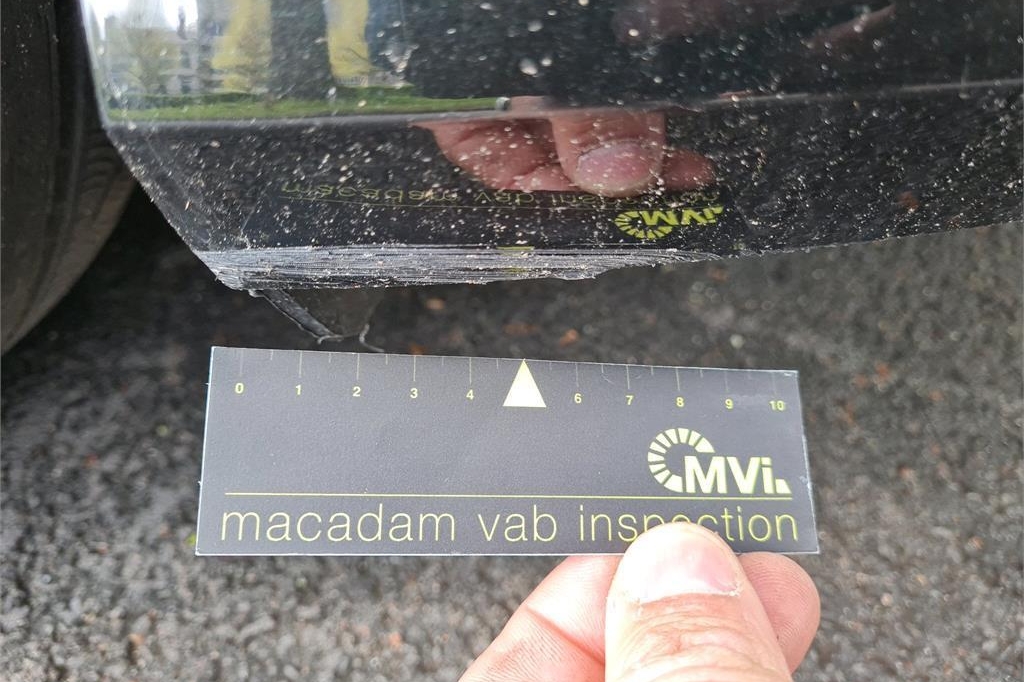 0 1 2 3 4 6 7 8 9 10
MVi
macadam vab inspection